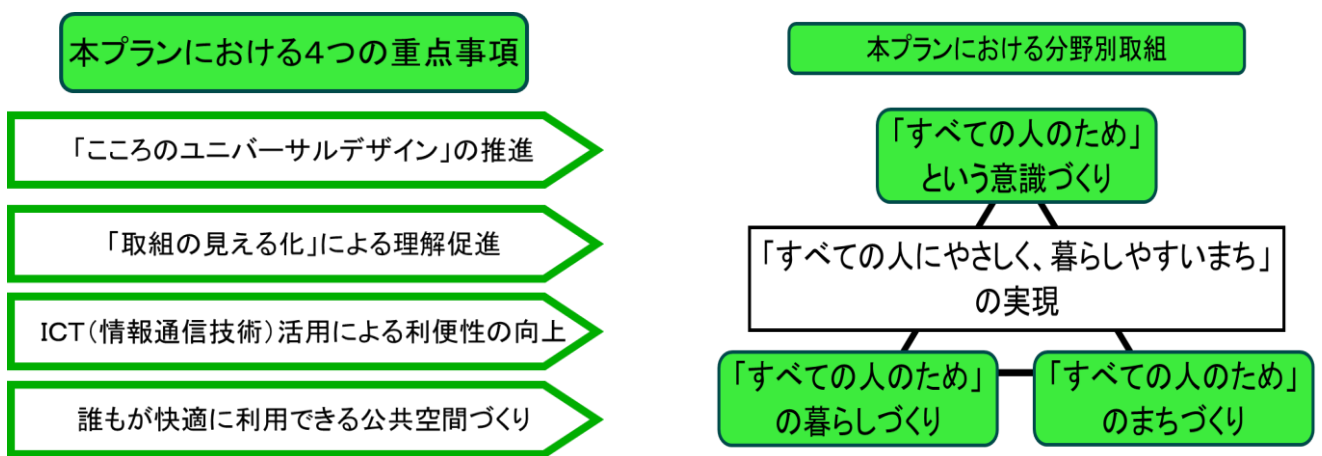 本プランにおける4つの重点事項
「こころのユニバーサルデザイン」の推進
「取組の見える化」による理解促進
ICT(情報通信技術)活用による利便性の向上
誰もが快適に利用できる公共空間づくり
本プランにおける分野別取組
「すべての人のため」
という意識づくり
「すべての人にやさしく、暮らしやすいまち」
の実現
「すべての人のため」
の暮らしづくり
「すべての人のため」
のまちづくり